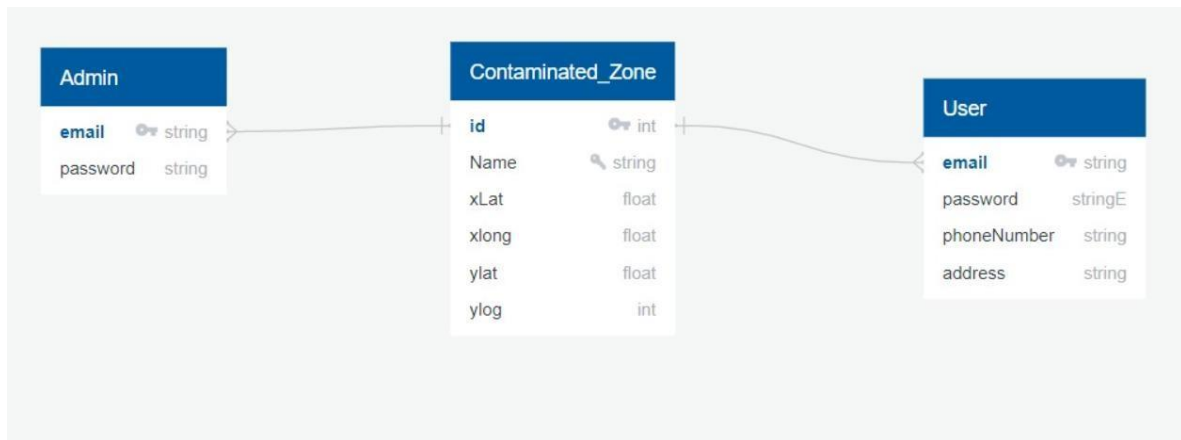 Admin
email string
password string
Contaminated_Zone
id int
Name string
xLat float
xlong float
ylat float
ylog int
User
email string
password stringE
phoneNumber string
address string